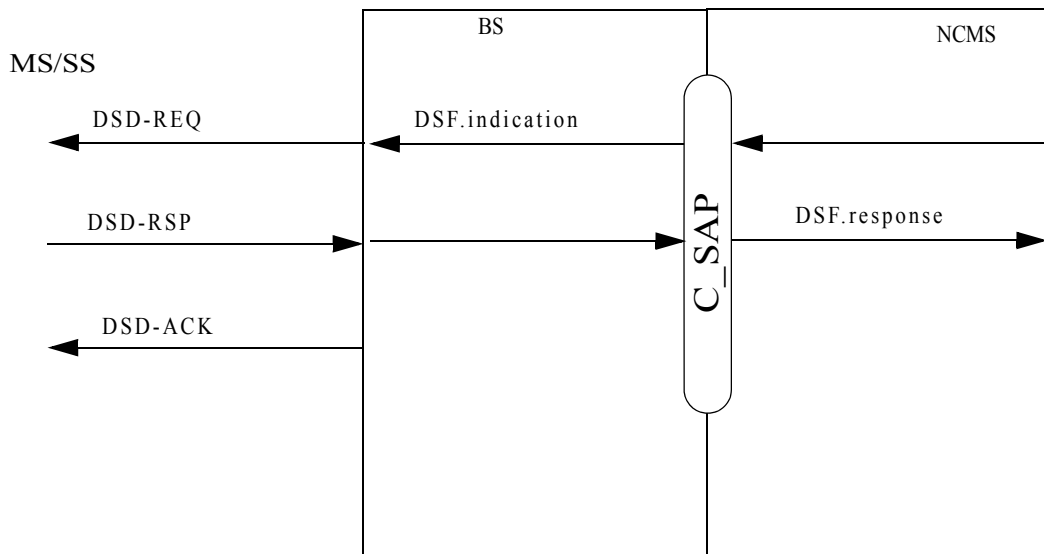 BS
NCMS
MS/SS
DSD-REQ
DSF.indication
DSD-RSP
C_SAP
DSF.response
DSD-ACK